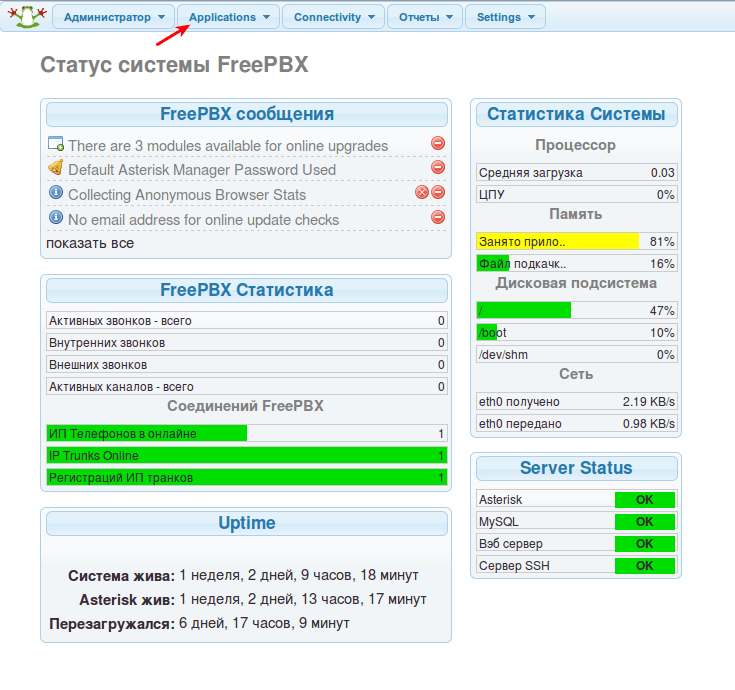 Администратор Applications Connectivity Отчеты Settings
Статус системы FreePBX
FreePBX сообщения
There are 3 modules available for online upgrades
Default Asterisk Manager Password Used
Collecting Anonymous Browser Stats
No email address for online update checks
показать все
FreePBX Статистика
Активных звонков - всего 0
Внутренних звонков 0
Внешних звонков 0
Активных каналов - всего 0
Соединений FreePBX
ИП Телефонов в онлайне 1
IP Trunks Online 1
Регистраций ИП транков 1
Uptime
Система жива: 1 неделя, 2 дней, 9 часов, 18 минут
Asterisk жив: 1 неделя, 2 дней, 13 часов, 17 минут
Перезагружался: 6 дней, 17 часов, 9 минут
Статистика Системы
Процессор
Средняя загрузка 0.03
ЦПУ 0%
Память
Занято прило.. 81%
Файл подкачк.. 16%
Дисковая подсистема
/ 47%
/boot 10%
/dev/shm 0%
Сеть
eth0 получено 2.19 KB/s
eth0 передано 0.98 KB/s
Server Status
Asterisk OK
MySQL OK
Вэб сервер OK
Сервер SSH OK